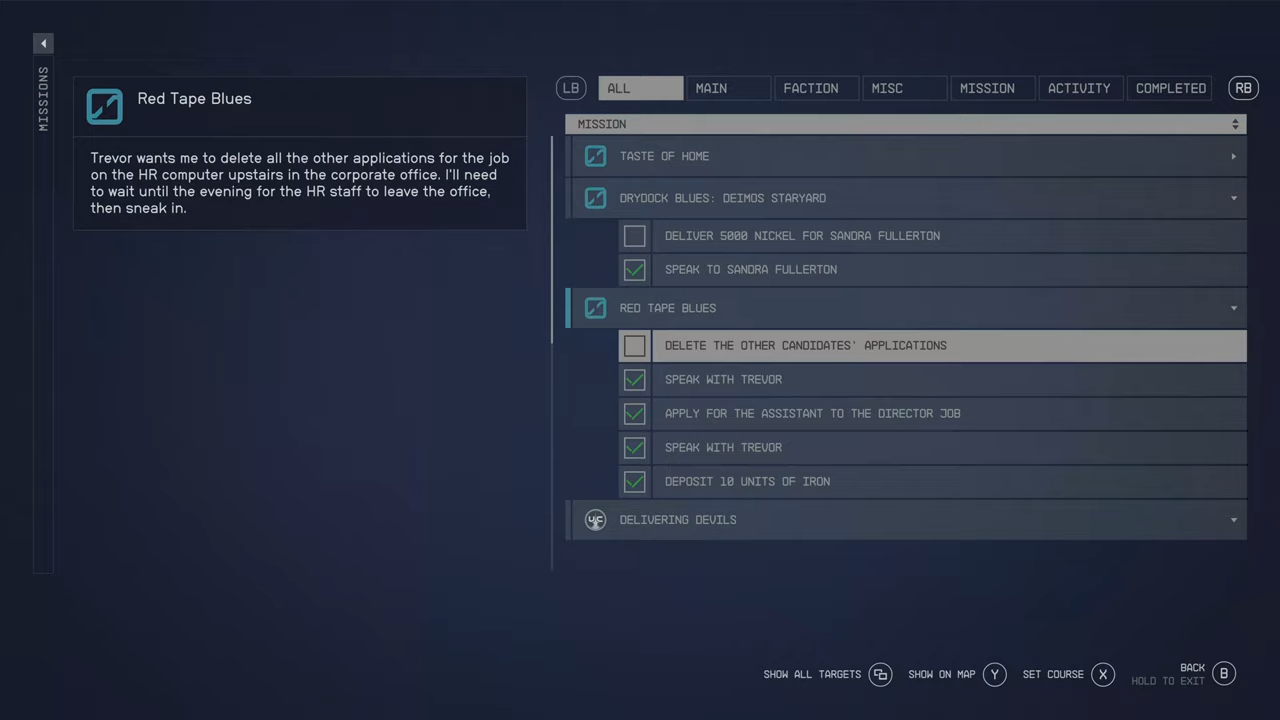 MISSIONS
Red Tape Blues
Trevor wants me to delete all the other applications for the job
on the HR computer upstairs in the corporate office. I'll need
to wait until the evening for the HR staff to leave the office,
then sneak in.
LB
ALL
MAIN
FACTION
MISC
MISSION
ACTIVITY
COMPLETED
RB
MISSION
TASTE OF HOME
DRYDOCK BLUES: DEIMOS STARYARD
DELIVER 5000 NICKEL FOR SANDRA FULLERTON
SPEAK TO SANDRA FULLERTON
RED TAPE BLUES
DELETE THE OTHER CANDIDATES' APPLICATIONS
SPEAK WITH TREVOR
APPLY FOR THE ASSISTANT TO THE DIRECTOR JOB
SPEAK WITH TREVOR
DEPOSIT 10 UNITS OF IRON
UC
DELIVERING DEVILS
SHOW ALL TARGETS
SHOW ON MAP Y
SET COURSE X
BACK B
HOLD TO EXIT